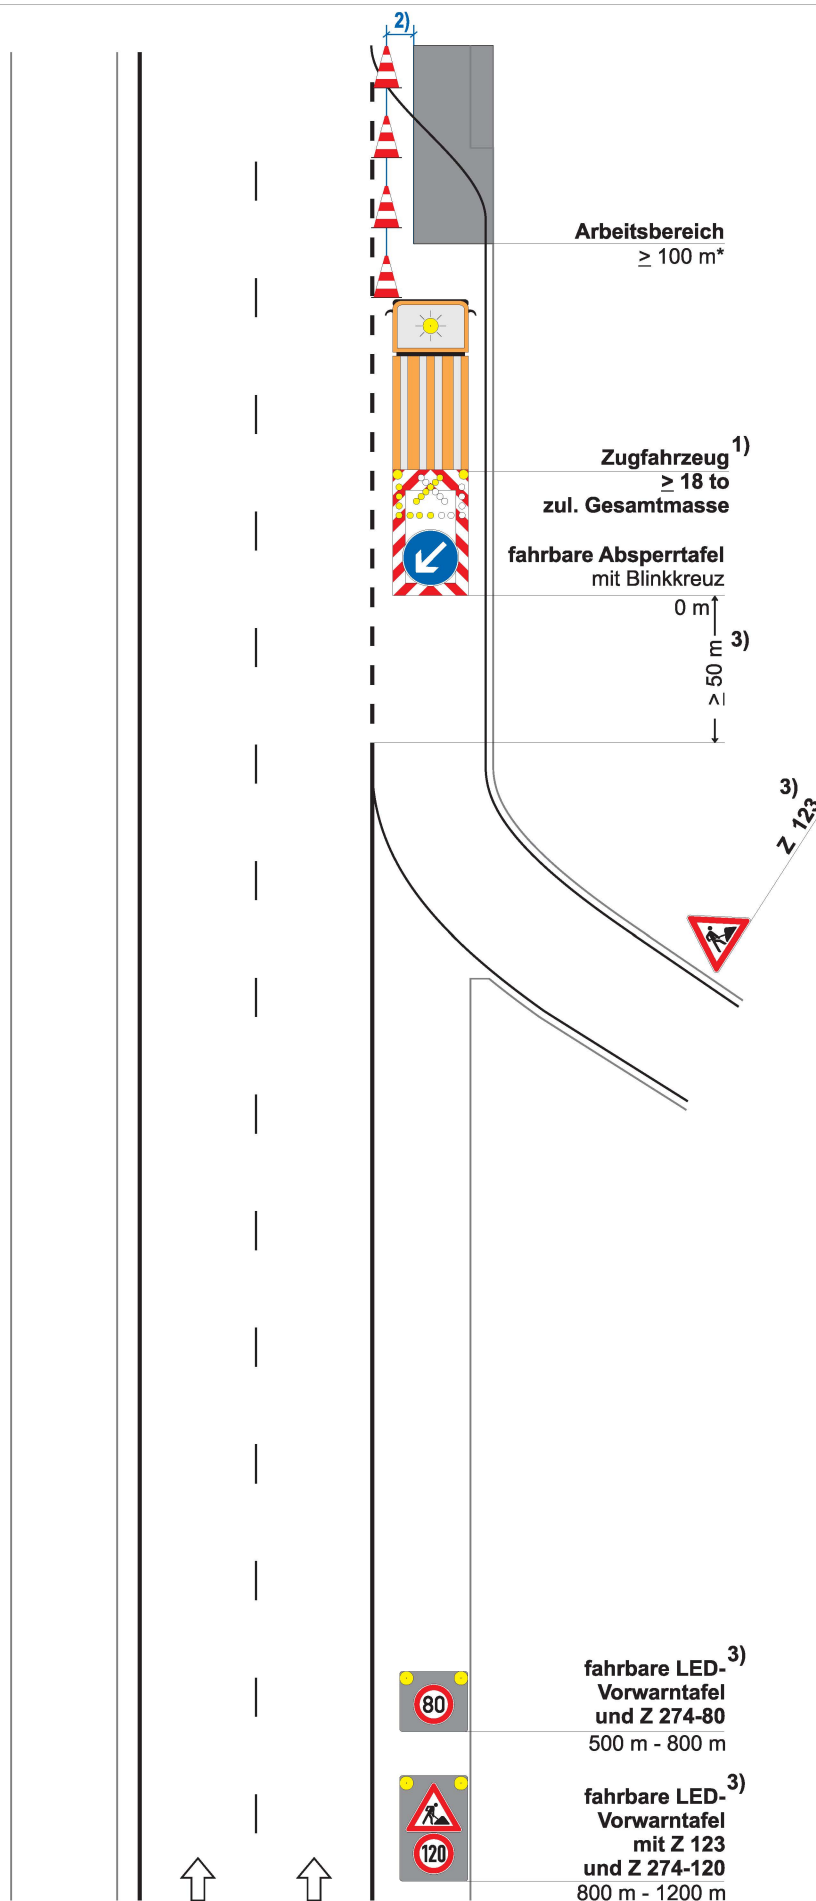 2)
Arbeitsbereich
≥ 100 m*
Zugfahrzeug 1)
≥ 18 to
zul. Gesamtmasse
fahrbare Absperrtafel
mit Blinkkreuz
0 m
≥ 50 m 3)
3)
Z 123
fahrbare LED- 3)
Vorwarntafel
und Z 274-80
500 m - 800 m
80
fahrbare LED- 3)
Vorwarntafel
mit Z 123
und Z 274-120
800 m - 1200 m
120